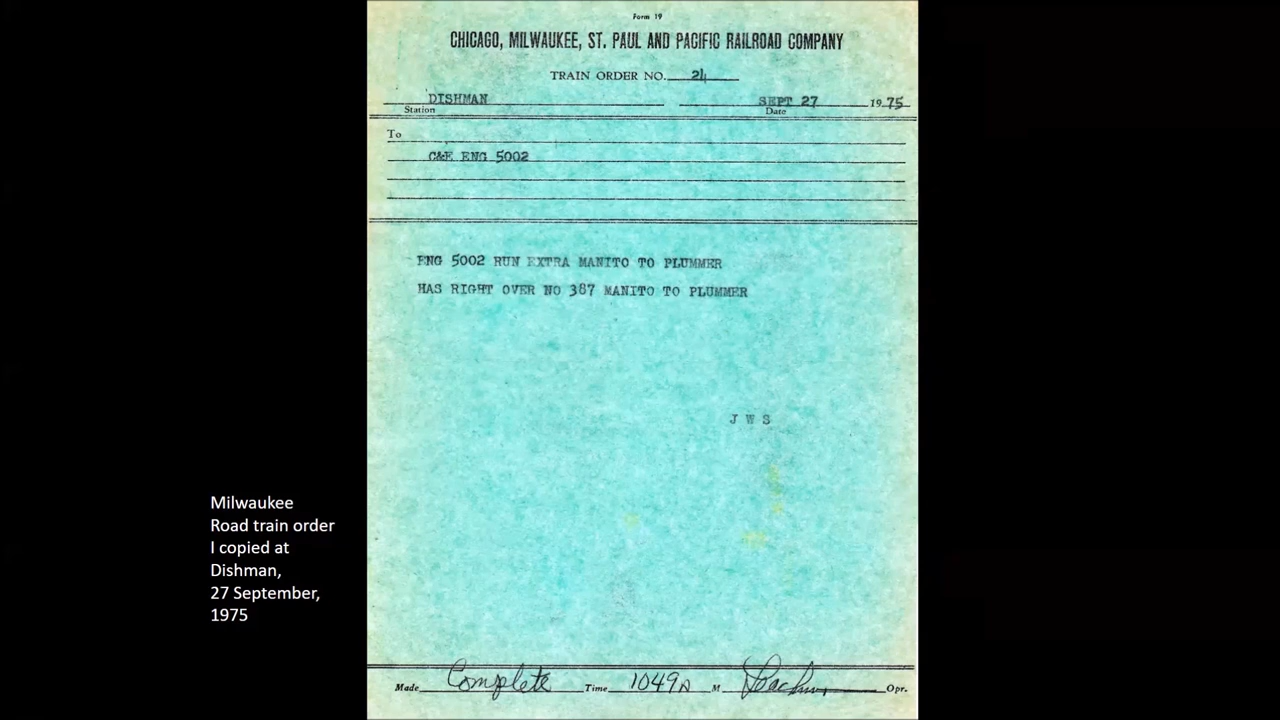 Form 19
CHICAGO, MILWAUKEE, ST. PAUL AND PACIFIC RAILROAD COMPANY
TRAIN ORDER NO. 24
DISHMAN SEPT 27 1975
Station Date
To
C&E ENG 5002
ENG 5002 RUN EXTRA MANITO TO PLUMMER
HAS RIGHT OVER NO 387 MANITO TO PLUMMER
J W S
Milwaukee
Road train order
I copied at
Dishman,
27 September,
1975
Made Complete Time 1049A M Opr.